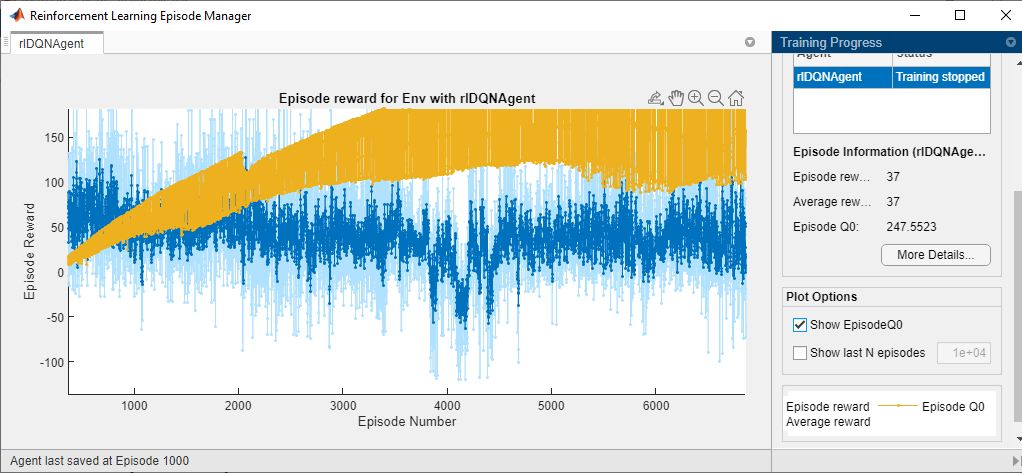 Reinforcement Learning Episode Manager
rlDQNAgent
Training Progress
Agent Status
rlDQNAgent Training stopped
Episode reward for Env with rlDQNAgent
Episode Information (rlDQNAge...
Episode rew... 37
Average rew... 37
Episode Q0: 247.5523
More Details...
Plot Options
Show EpisodeQ0
Show last N episodes 1e+04
Episode reward Episode Q0
Average reward
Episode Reward
150
100
50
0
-50
-100
1000 2000 3000 4000 5000 6000
Episode Number
Agent last saved at Episode 1000